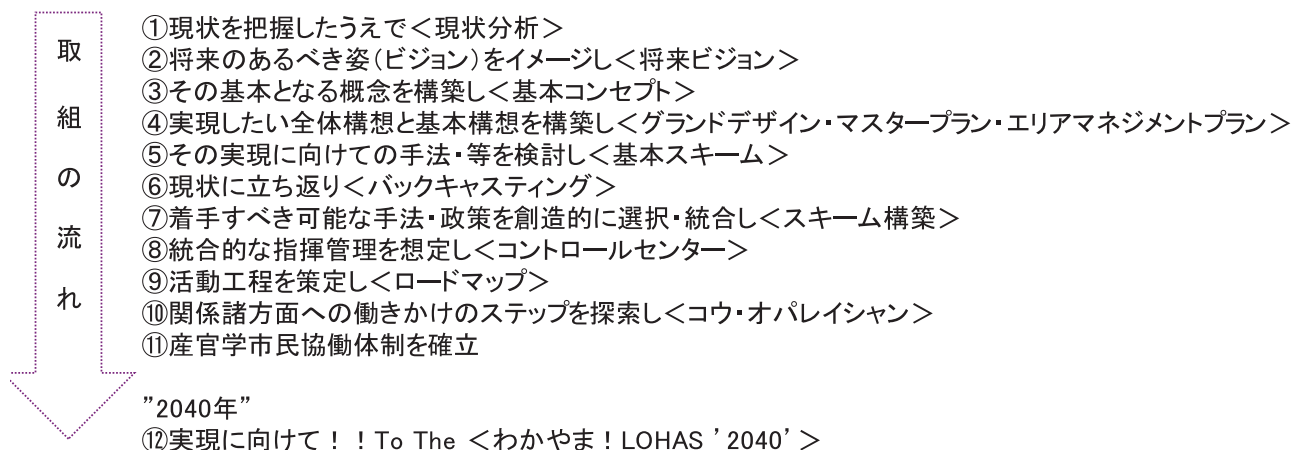 取組の流れ
①現状を把握したうえで＜現状分析＞
②将来のあるべき姿（ビジョン）をイメージし＜将来ビジョン＞
③その基本となる概念を構築し＜基本コンセプト＞
④実現したい全体構想と基本構想を構築し＜グランドデザイン・マスタープラン・エリアマネジメントプラン＞
⑤その実現に向けての手法・等を検討し＜基本スキーム＞
⑥現状に立ち返り＜バックキャスティング＞
⑦着手すべき可能な手法・政策を創造的に選択・統合し＜スキーム構築＞
⑧統合的な指揮管理を想定し＜コントロールセンター＞
⑨活動工程を策定し＜ロードマップ＞
⑩関係諸方面への働きかけのステップを探索し＜コウ・オパレイシャン＞
⑪産官学市民協働体制を確立
”2040年”
⑫実現に向けて！！To The ＜わかやま！LOHAS ’2040’＞